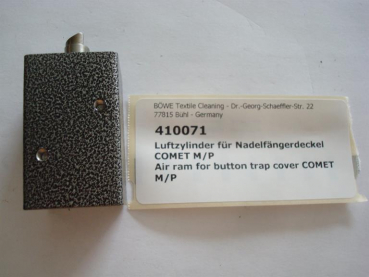 BÖWE Textile Cleaning - Dr.-Georg-Schaeffler-Str. 22
77815 Bühl - Germany
410071
Luftzylinder für Nadelfängerdeckel
COMET M/P
Air ram for button trap cover COMET
M/P